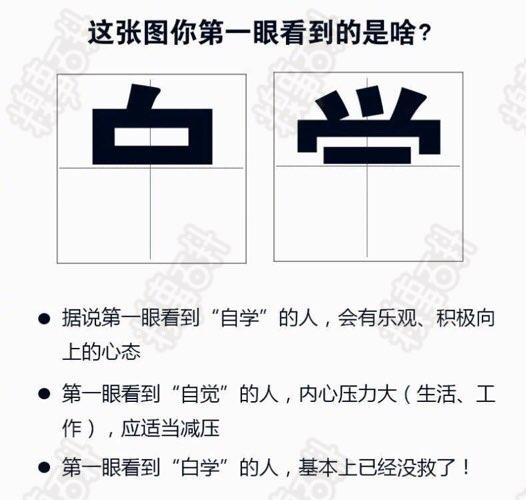 这张图你第一眼看到的是啥?
● 据说第一眼看到“自学”的人，会有乐观、积极向
上的心态
● 第一眼看到“自觉”的人，内心压力大（生活、工
作），应适当减压
● 第一眼看到“白学”的人，基本上已经没救了！